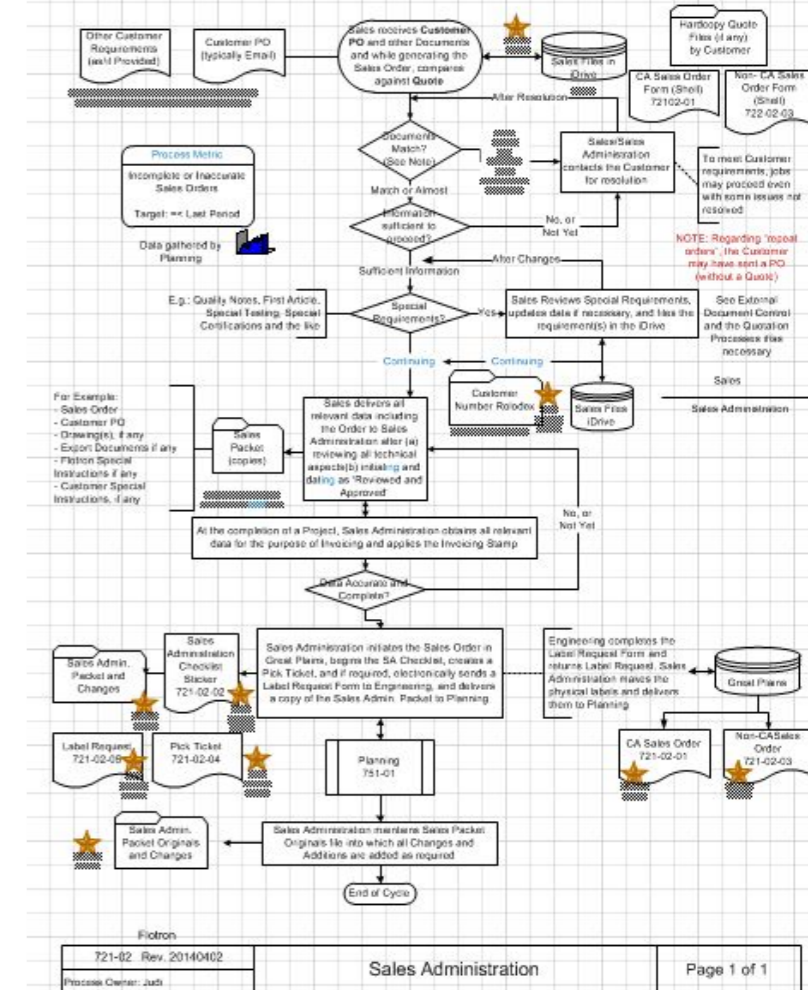 Other Customer
Requirements
(as/if Provided)
Customer PO
(typically Email)
Sales receives Customer
PO and other Documents
and while generating the
Sales Order, compares
against Quote
Sales Files in
iDrive
Hardcopy Quote
Files (if any)
by Customer
CA Sales Order
Form (Shell)
72102-01
Non- CA Sales
Order Form
(Shell)
722-02-03
After Resolution
Documents
Match?
(See Note)
Sales/Sales
Administration
contacts the Customer
for resolution
To meet Customer
requirements, jobs
may proceed even
with some issues not
resolved
Process Metric
Incomplete or Inaccurate
Sales Orders
Target: =< Last Period
Data gathered by
Planning
Match or Almost
Information
sufficient to
proceed?
No, or
Not Yet
NOTE: Regarding "repeat
orders", the Customer
may have sent a PO
(without a Quote)
After Changes
Sufficient Information
E.g.: Quality Notes, First Article,
Special Testing, Special
Certifications and the like
Special
Requirements?
Yes
Sales Reviews Special Requirements,
updates data if necessary, and files the
requirement(s) in the iDrive
See External
Document Control
and the Quotation
Processes if/as
necessary
Continuing
Continuing
Customer
Number Rolodex
Sales Files
iDrive
Sales
Sales Administration
For Example:
- Sales Order
- Customer PO
- Drawing(s), if any
- Export Documents if any
- Flotron Special
Instructions if any
- Customer Special
Instructions, if any
Sales
Packet
(copies)
Sales delivers all
relevant data including
the Order to Sales
Administration after (a)
reviewing all technical
aspects(b) initialing and
dating as 'Reviewed and
Approved'
No, or
Not Yet
At the completion of a Project, Sales Administration obtains all relevant
data for the purpose of Invoicing and applies the Invoicing Stamp
Data Accurate and
Complete?
Sales Admin.
Packet and
Changes
Sales
Administration
Checklist
Sticker
721-02-02
Sales Administration initiates the Sales Order in
Great Plains, begins the SA Checklist, creates a
Pick Ticket, and if required, electronically sends a
Label Request Form to Engineering, and delivers
a copy of the Sales Admin. Packet to Planning
Engineering completes the
Label Request Form and
returns Label Request. Sales
Administration makes the
physical labels and delivers
them to Planning
Great Plains
Label Request
721-02-05
Pick Ticket
721-02-04
Planning
751-01
CA Sales Order
721-02-01
Non-CASales
Order
721-02-03
Sales Admin.
Packet Originals
and Changes
Sales Administration maintains Sales Packet
Originals file into which all Changes and
Additions are added as required
End of Cycle
Flotron
721-02 Rev. 20140402
Process Owner: Judi
Sales Administration
Page 1 of 1